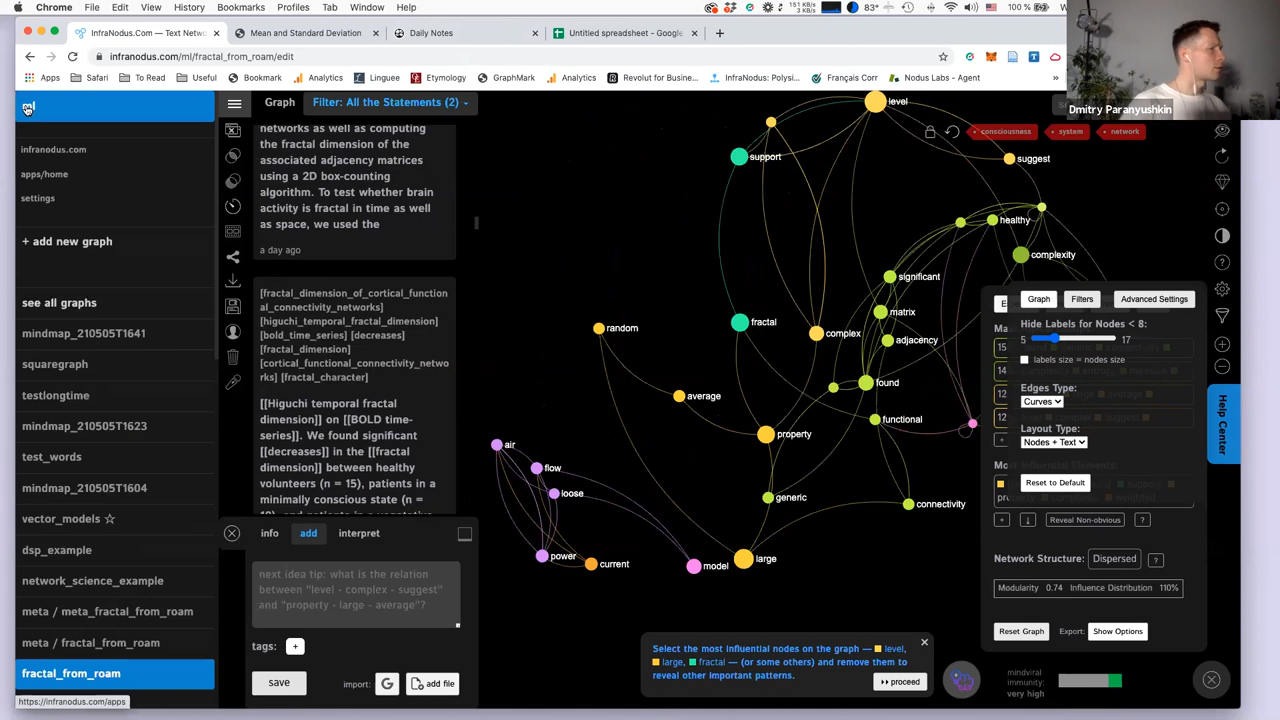 File Edit View History Bookmarks Profiles Tab Window Help
151 KB
3 KB/s
83°
100 %
InfraNodus.Com — Text Netw
Mean and Standard Deviation
Daily Notes
Untitled spreadsheet - Google
infranodus.com/ml/fractal_from_roam/edit
Apps Safari To Read Useful Bookmark Analytics Linguee Etymology GraphMark Analytics Revolut for Busine... InfraNodus: Polysi... Français Corr Nodus Labs - Agent
Dmitry Paranyushkin
infranodus.com
apps/home
settings
+ add new graph
see all graphs
mindmap_210505T1641
squaregraph
testlongtime
mindmap_210505T1623
test_words
mindmap_210505T1604
vector_models ☆
dsp_example
network_science_example
meta / meta_fractal_from_roam
meta / fractal_from_roam
fractal_from_roam
https://infranodus.com/apps
Graph
Filter: All the Statements (2)
networks as well as computing
the fractal dimension of the
associated adjacency matrices
using a 2D box-counting
algorithm. To test whether brain
activity is fractal in time as well
as space, we used the
a day ago
[fractal_dimension_of_cortical_function
al_connectivity_networks]
[higuchi_temporal_fractal_dimension]
[bold_time_series] [decreases]
[fractal_dimension]
[cortical_functional_connectivity_netwo
rks] [fractal_character]
[[Higuchi temporal fractal
dimension]] of [[BOLD time-
series]]. We found significant
[[decreases]] in the [[fractal
dimension]] between healthy
volunteers (n = 15), patients in a
minimally conscious state (n =
info add interpret
next idea tip: what is the relation
between "level - complex - suggest"
and "property - large - average"?
tags: +
save
import: G add file
level
support
suggest
healthy
complexity
significant
matrix
adjacency
complex
fractal
random
found
average
functional
property
air
flow
loose
generic
connectivity
power
current
model
large
consciousness system network
Graph Filters Advanced Settings
Hide Labels for Nodes < 8:
5 17
labels size = nodes size
Edges Type:
Curves
Layout Type:
Nodes + Text
Reset to Default
+ Reveal Non-obvious ?
Network Structure: Dispersed ?
Modularity 0.74 Influence Distribution 110%
Reset Graph Export: Show Options
Help Center
Select the most influential nodes on the graph — level,
large, fractal — (or some others) and remove them to
reveal other important patterns.
proceed
mindviral
immunity:
very high